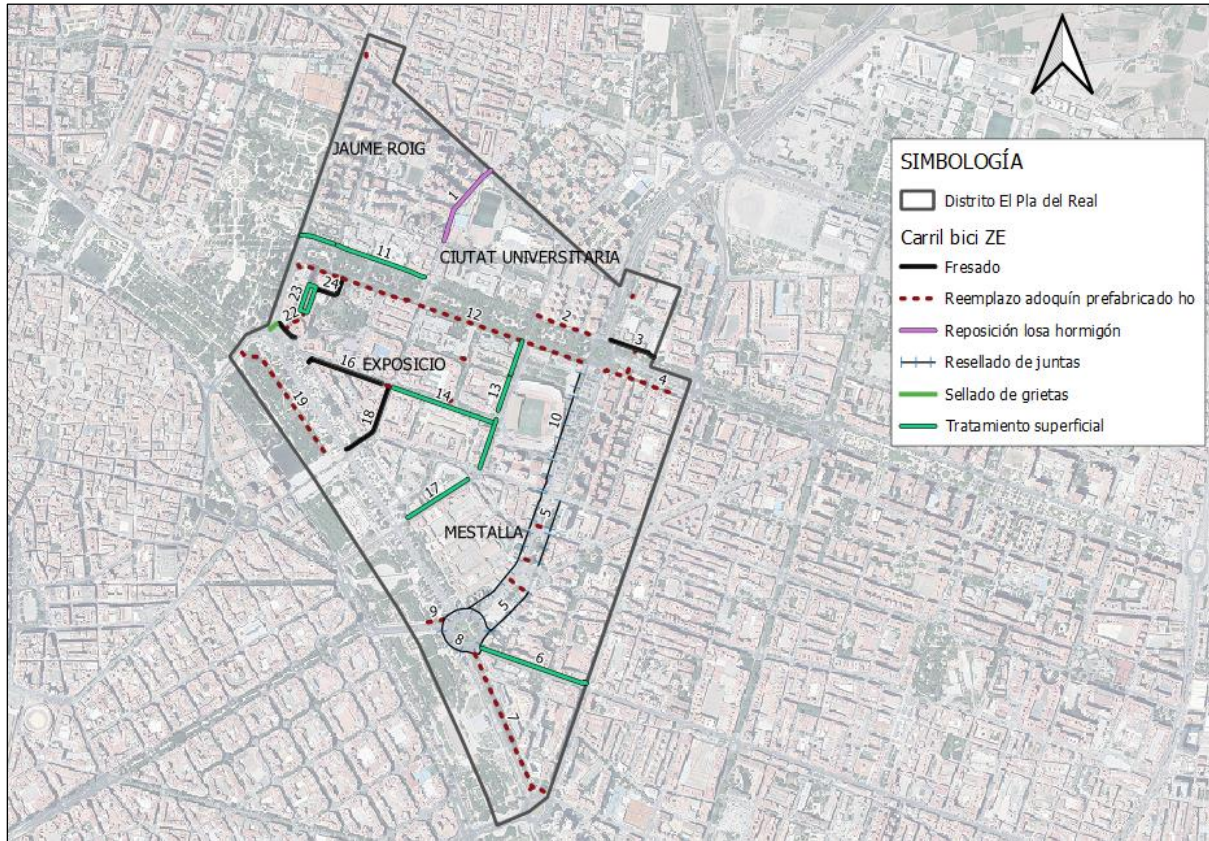 JAUME ROIG
1
CIUTAT UNIVERSITARIA
11
24
23
22
12
2
3
4
16
EXPOSICIO
14
13
18
19
10
17
MESTALLA
5
5
9
8
6
7
SIMBOLOGÍA
Distrito El Pla del Real
Carril bici ZE
Fresado
Reemplazo adoquín prefabricado ho
Reposición losa hormigón
Resellado de juntas
Sellado de grietas
Tratamiento superficial